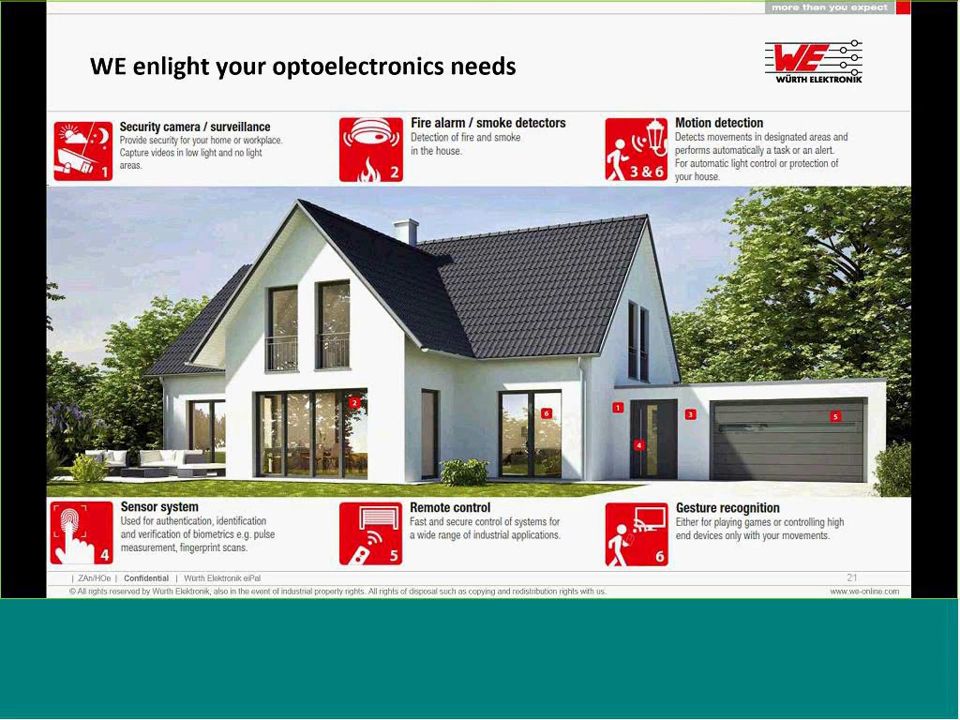 more than you expect
WE enlight your optoelectronics needs
WE
WÜRTH ELEKTRONIK
Security camera / surveillance
Provide security for your home or workplace.
Capture videos in low light and no light
areas.
1
Fire alarm / smoke detectors
Detection of fire and smoke
in the house.
2
Motion detection
Detects movements in designated areas and
performs automatically a task or an alert.
For automatic light control or protection of
your house.
3 & 6
2
6
1
3
5
4
Sensor system
Used for authentication, identification
and verification of biometrics e.g. pulse
measurement, fingerprint scans.
4
Remote control
Fast and secure control of systems for
a wide range of industrial applications.
5
Gesture recognition
Either for playing games or controlling high
end devices only with your movements.
6
| ZAn/HOe | Confidential | Würth Elektronik eiPal
21
© All rights reserved by Wurth Elektronik, also in the event of industrial property rights. All rights of disposal such as copying and redistribution rights with us.
www.we-online.com